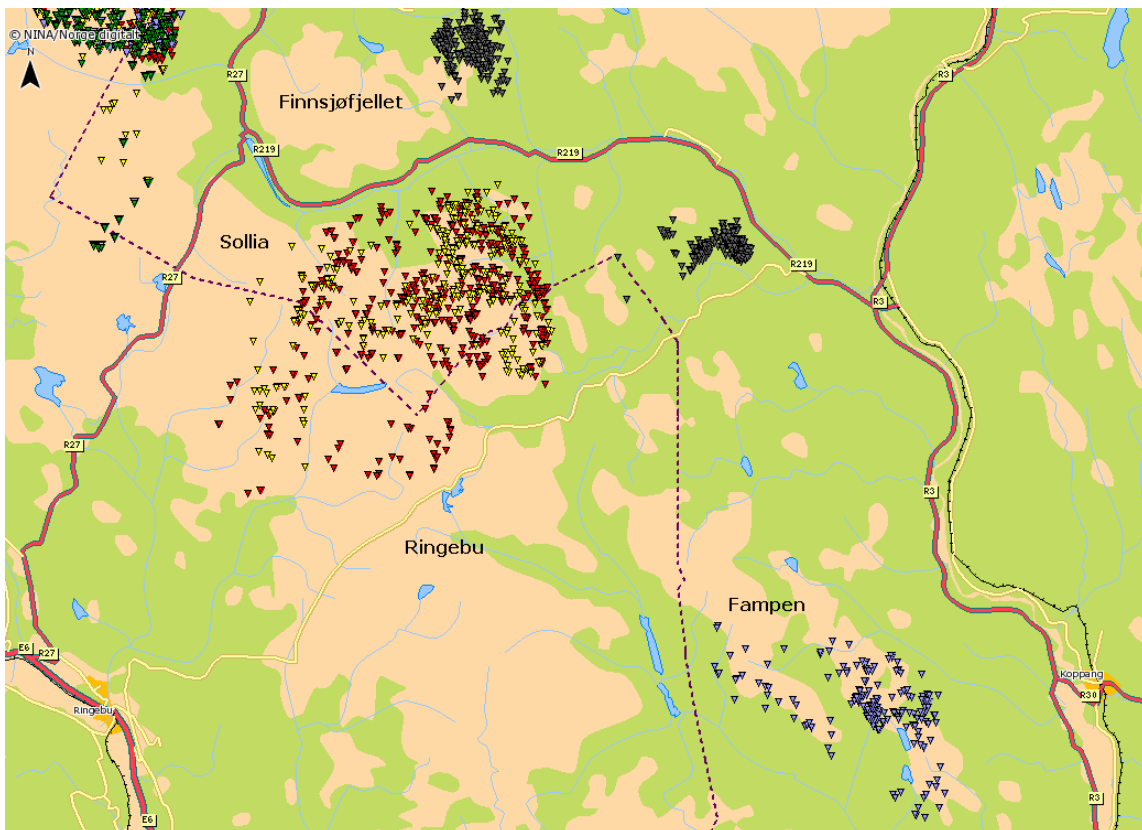 © NINA/Norge digitalt
N
R27
R3
Finnsjøfjellet
R219
R219
Sollia
R27
R219
R3
R27
R3
Ringebu
Fampen
E6
R27
Koppang
R30
Ringebu
R3
E6